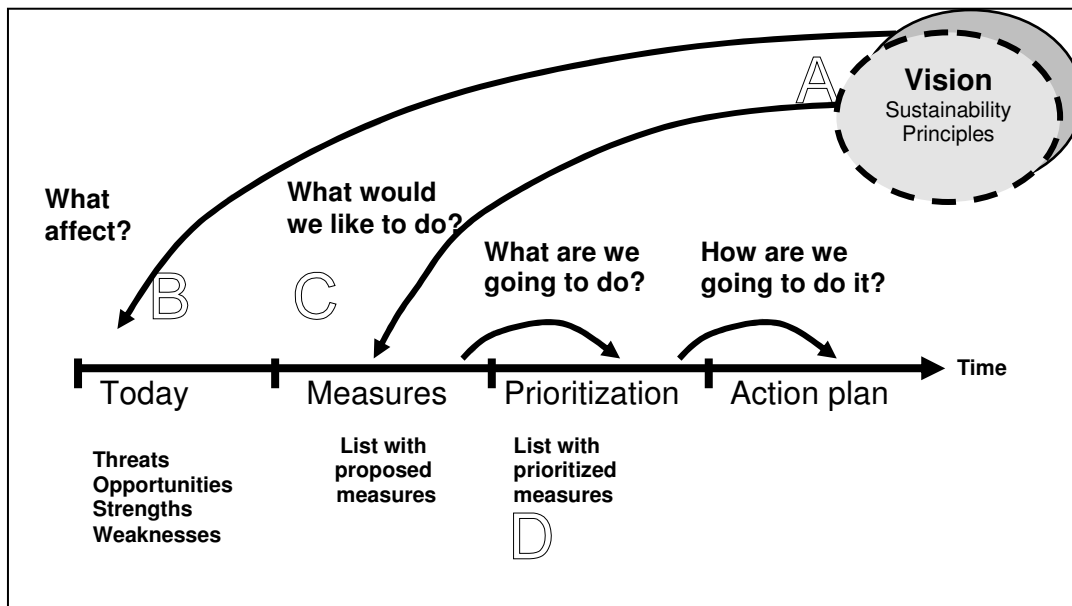 A
Vision
Sustainability
Principles
What
affect?
What would
we like to do?
What are we
going to do?
How are we
going to do it?
B
C
Time
Today
Measures
Prioritization
Action plan
Threats
Opportunities
Strengths
Weaknesses
List with
proposed
measures
List with
prioritized
measures
D